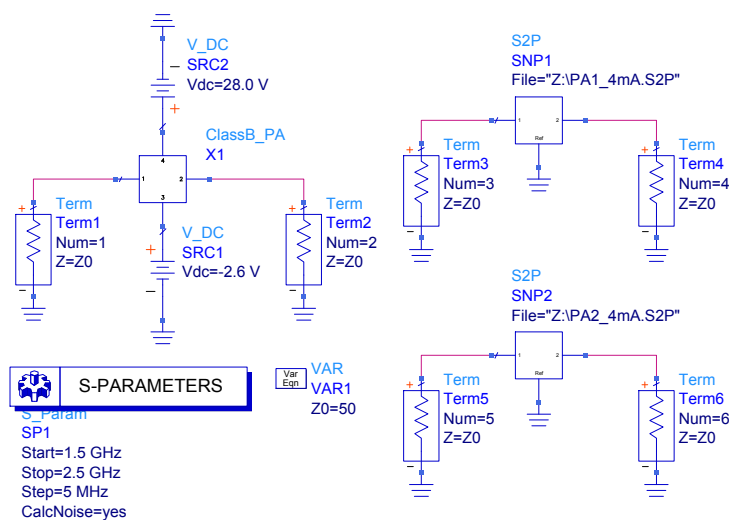 V_DC
SRC2
Vdc=28.0 V
+
ClassB_PA
X1
4
1 2
3
+
Term
Term1
Num=1
Z=Z0
V_DC
SRC1
Vdc=-2.6 V
+
+
Term
Term2
Num=2
Z=Z0
S2P
SNP1
File="Z:\PA1_4mA.S2P"
1 2
Ref
+
Term
Term3
Num=3
Z=Z0
+
Term
Term4
Num=4
Z=Z0
S2P
SNP2
File="Z:\PA2_4mA.S2P"
1 2
Ref
+
Term
Term5
Num=5
Z=Z0
+
Term
Term6
Num=6
Z=Z0
S-PARAMETERS
S_Param
SP1
Start=1.5 GHz
Stop=2.5 GHz
Step=5 MHz
CalcNoise=yes
Var
Eqn
VAR
VAR1
Z0=50